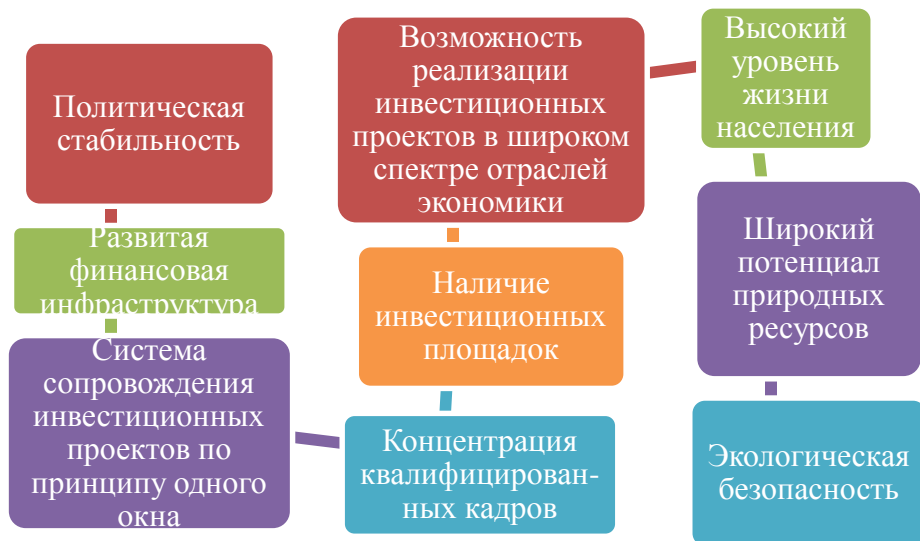 Политическая
стабильность
Развитая
финансовая
инфраструктура
Система
сопровождения
инвестиционных
проектов по
принципу одного
окна
Концентрация
квалифицирован-
ных кадров
Наличие
инвестиционных
площадок
Возможность
реализации
инвестиционных
проектов в широком
спектре отраслей
экономики
Высокий
уровень
жизни
населения
Широкий
потенциал
природных
ресурсов
Экологическая
безопасность